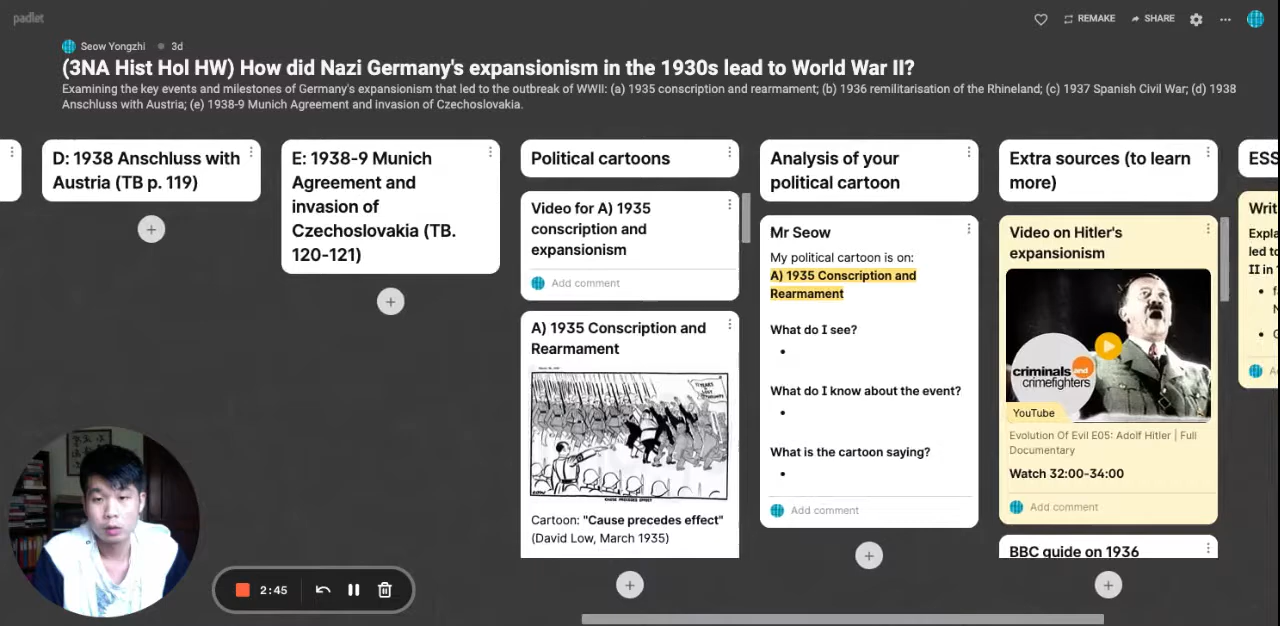 padlet
REMAKE
SHARE
Seow Yongzhi
3d
(3NA Hist Hol HW) How did Nazi Germany's expansionism in the 1930s lead to World War II?
Examining the key events and milestones of Germany's expansionism that led to the outbreak of WWII: (a) 1935 conscription and rearmament; (b) 1936 remilitarisation of the Rhineland; (c) 1937 Spanish Civil War; (d) 1938
Anschluss with Austria; (e) 1938-9 Munich Agreement and invasion of Czechoslovakia.
D: 1938 Anschluss with
Austria (TB p. 119)
E: 1938-9 Munich
Agreement and
invasion of
Czechoslovakia (TB.
120-121)
Political cartoons
Video for A) 1935
conscription and
expansionism
Add comment
A) 1935 Conscription and
Rearmament
YEARS
CAUSE PRECEDES EFFECT
Cartoon: "Cause precedes effect"
(David Low, March 1935)
Analysis of your
political cartoon
Mr Seow
My political cartoon is on:
A) 1935 Conscription and
Rearmament
What do I see?
What do I know about the event?
What is the cartoon saying?
Add comment
Extra sources (to learn
more)
Video on Hitler's
expansionism
criminals and
crimefighters
YouTube
Evolution Of Evil E05: Adolf Hitler | Full
Documentary
Watch 32:00-34:00
Add comment
BBC guide on 1936
ESS
Writ
Expla
led to
II in
2:45